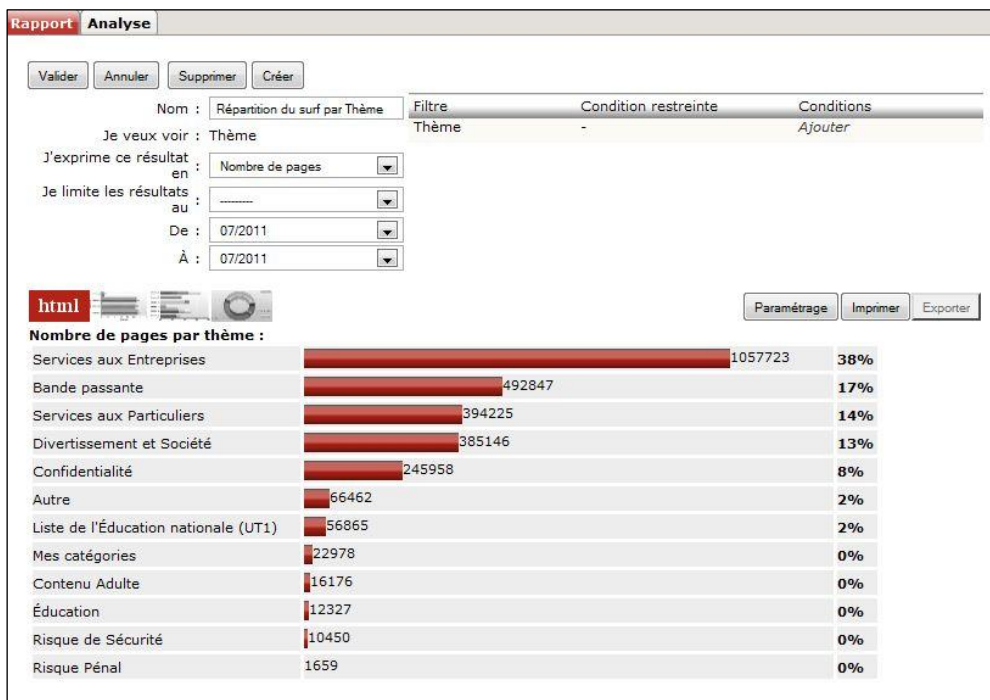 Rapport Analyse
Valider Annuler Supprimer Créer
Nom : Répartition du surf par Thème
Je veux voir : Thème
J'exprime ce résultat en : Nombre de pages
Je limite les résultats au : ---------
De : 07/2011
À : 07/2011
Filtre Condition restreinte Conditions
Thème - Ajouter
html
Paramétrage Imprimer Exporter
Nombre de pages par thème :
Services aux Entreprises 1057723 38%
Bande passante 492847 17%
Services aux Particuliers 394225 14%
Divertissement et Société 385146 13%
Confidentialité 245958 8%
Autre 66462 2%
Liste de l'Éducation nationale (UT1) 56865 2%
Mes catégories 22978 0%
Contenu Adulte 16176 0%
Éducation 12327 0%
Risque de Sécurité 10450 0%
Risque Pénal 1659 0%